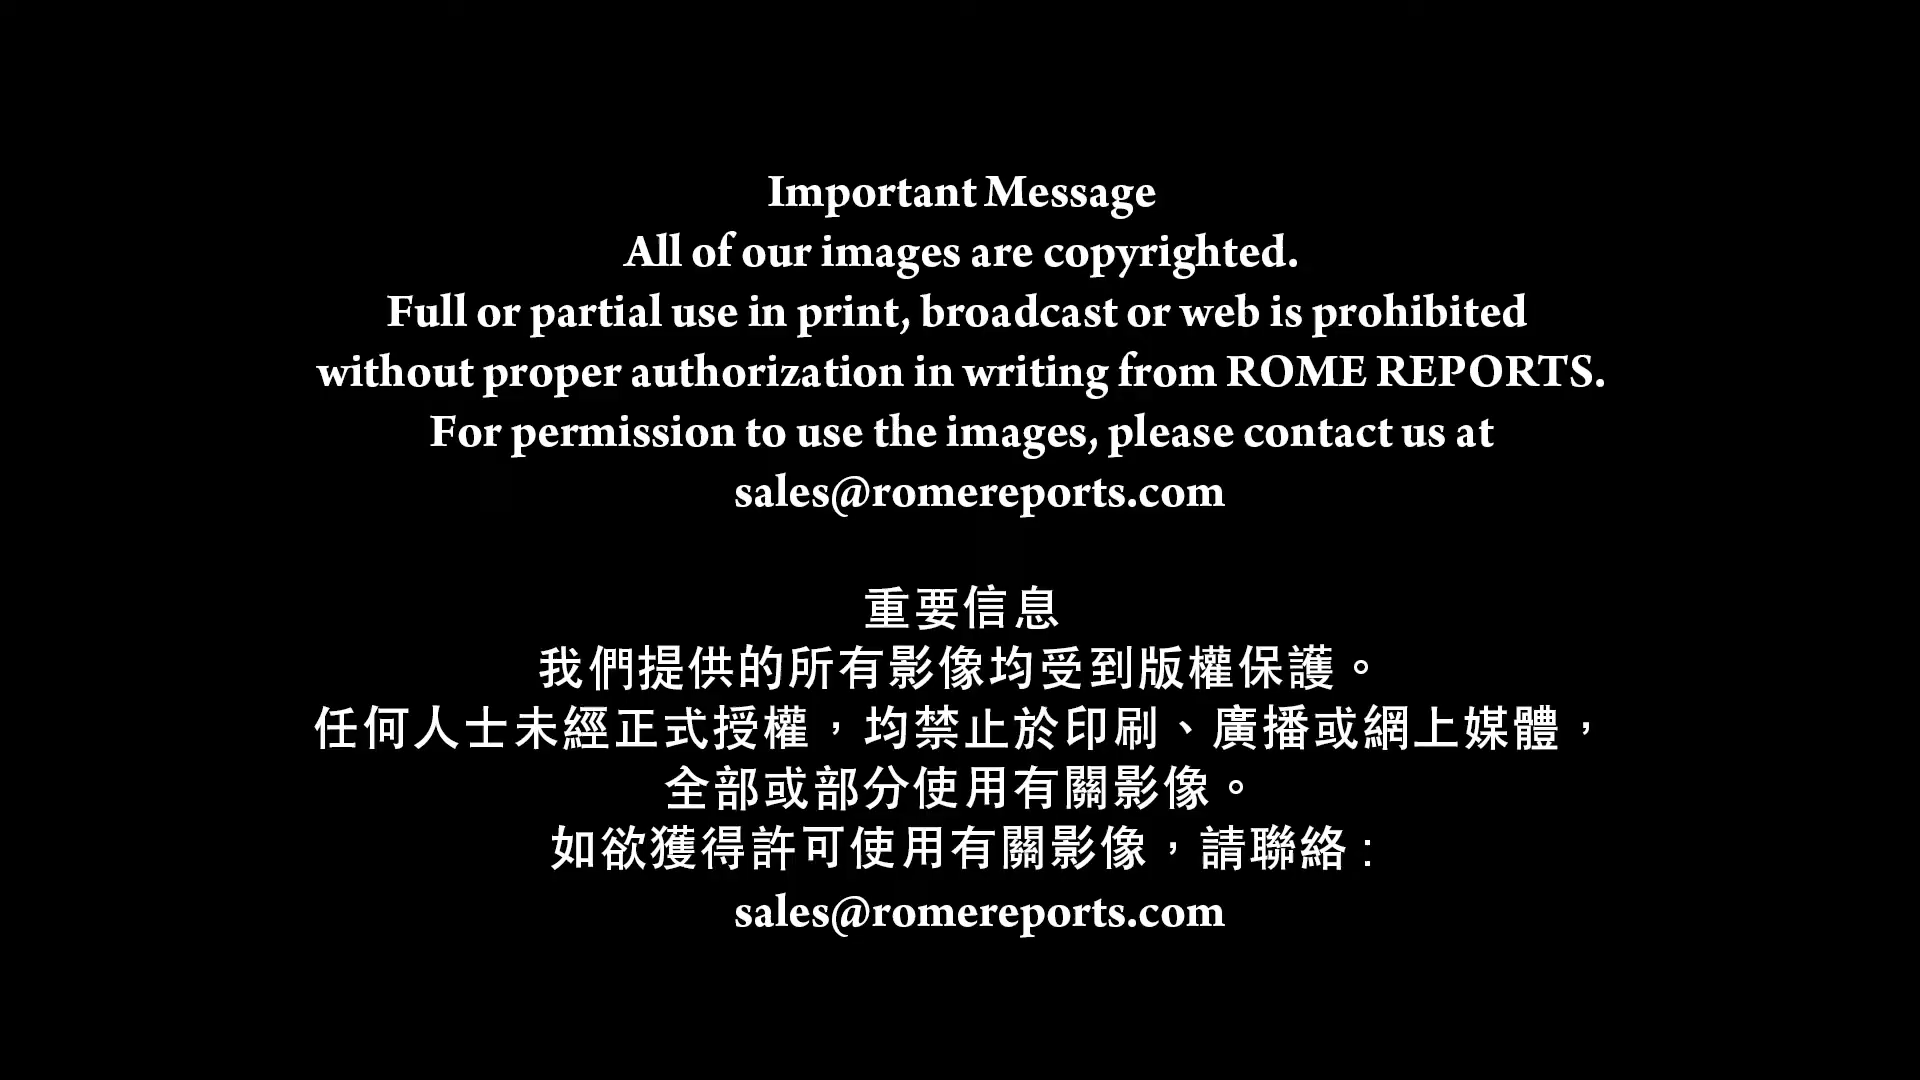 Important Message
All of our images are copyrighted.
Full or partial use in print, broadcast or web is prohibited
without proper authorization in writing from ROME REPORTS.
For permission to use the images, please contact us at
sales@romereports.com
重要信息
我們提供的所有影像均受到版權保護。
任何人士未經正式授權，均禁止於印刷、廣播或網上媒體，
全部或部分使用有關影像。
如欲獲得許可使用有關影像，請聯絡 :
sales@romereports.com